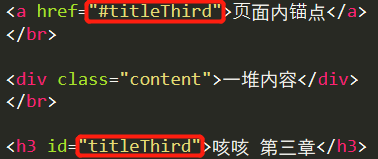 <a href="#titleThird">页面内锚点</a>
</br>
<div class="content">一堆内容</div>
</br>
<h3 id="titleThird">咳咳 第三章</h3>